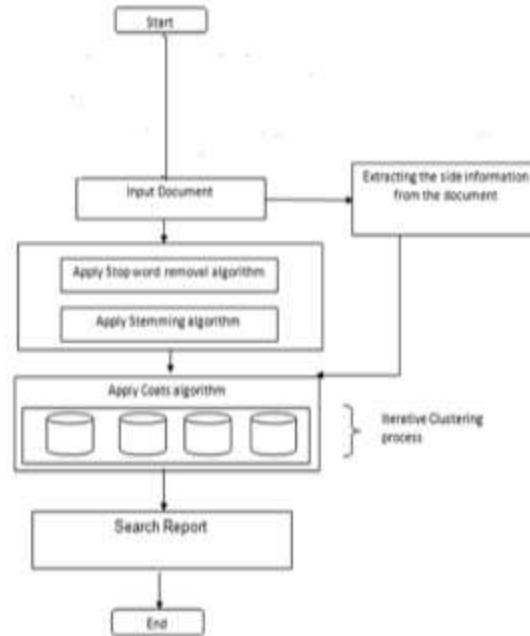 Start
Input Document
Extracting the side information
from the document
Apply Stop word removal algorithm
Apply Stemming algorithm
Apply Coats algorithm
Iterative Clustering
process
Search Report
End